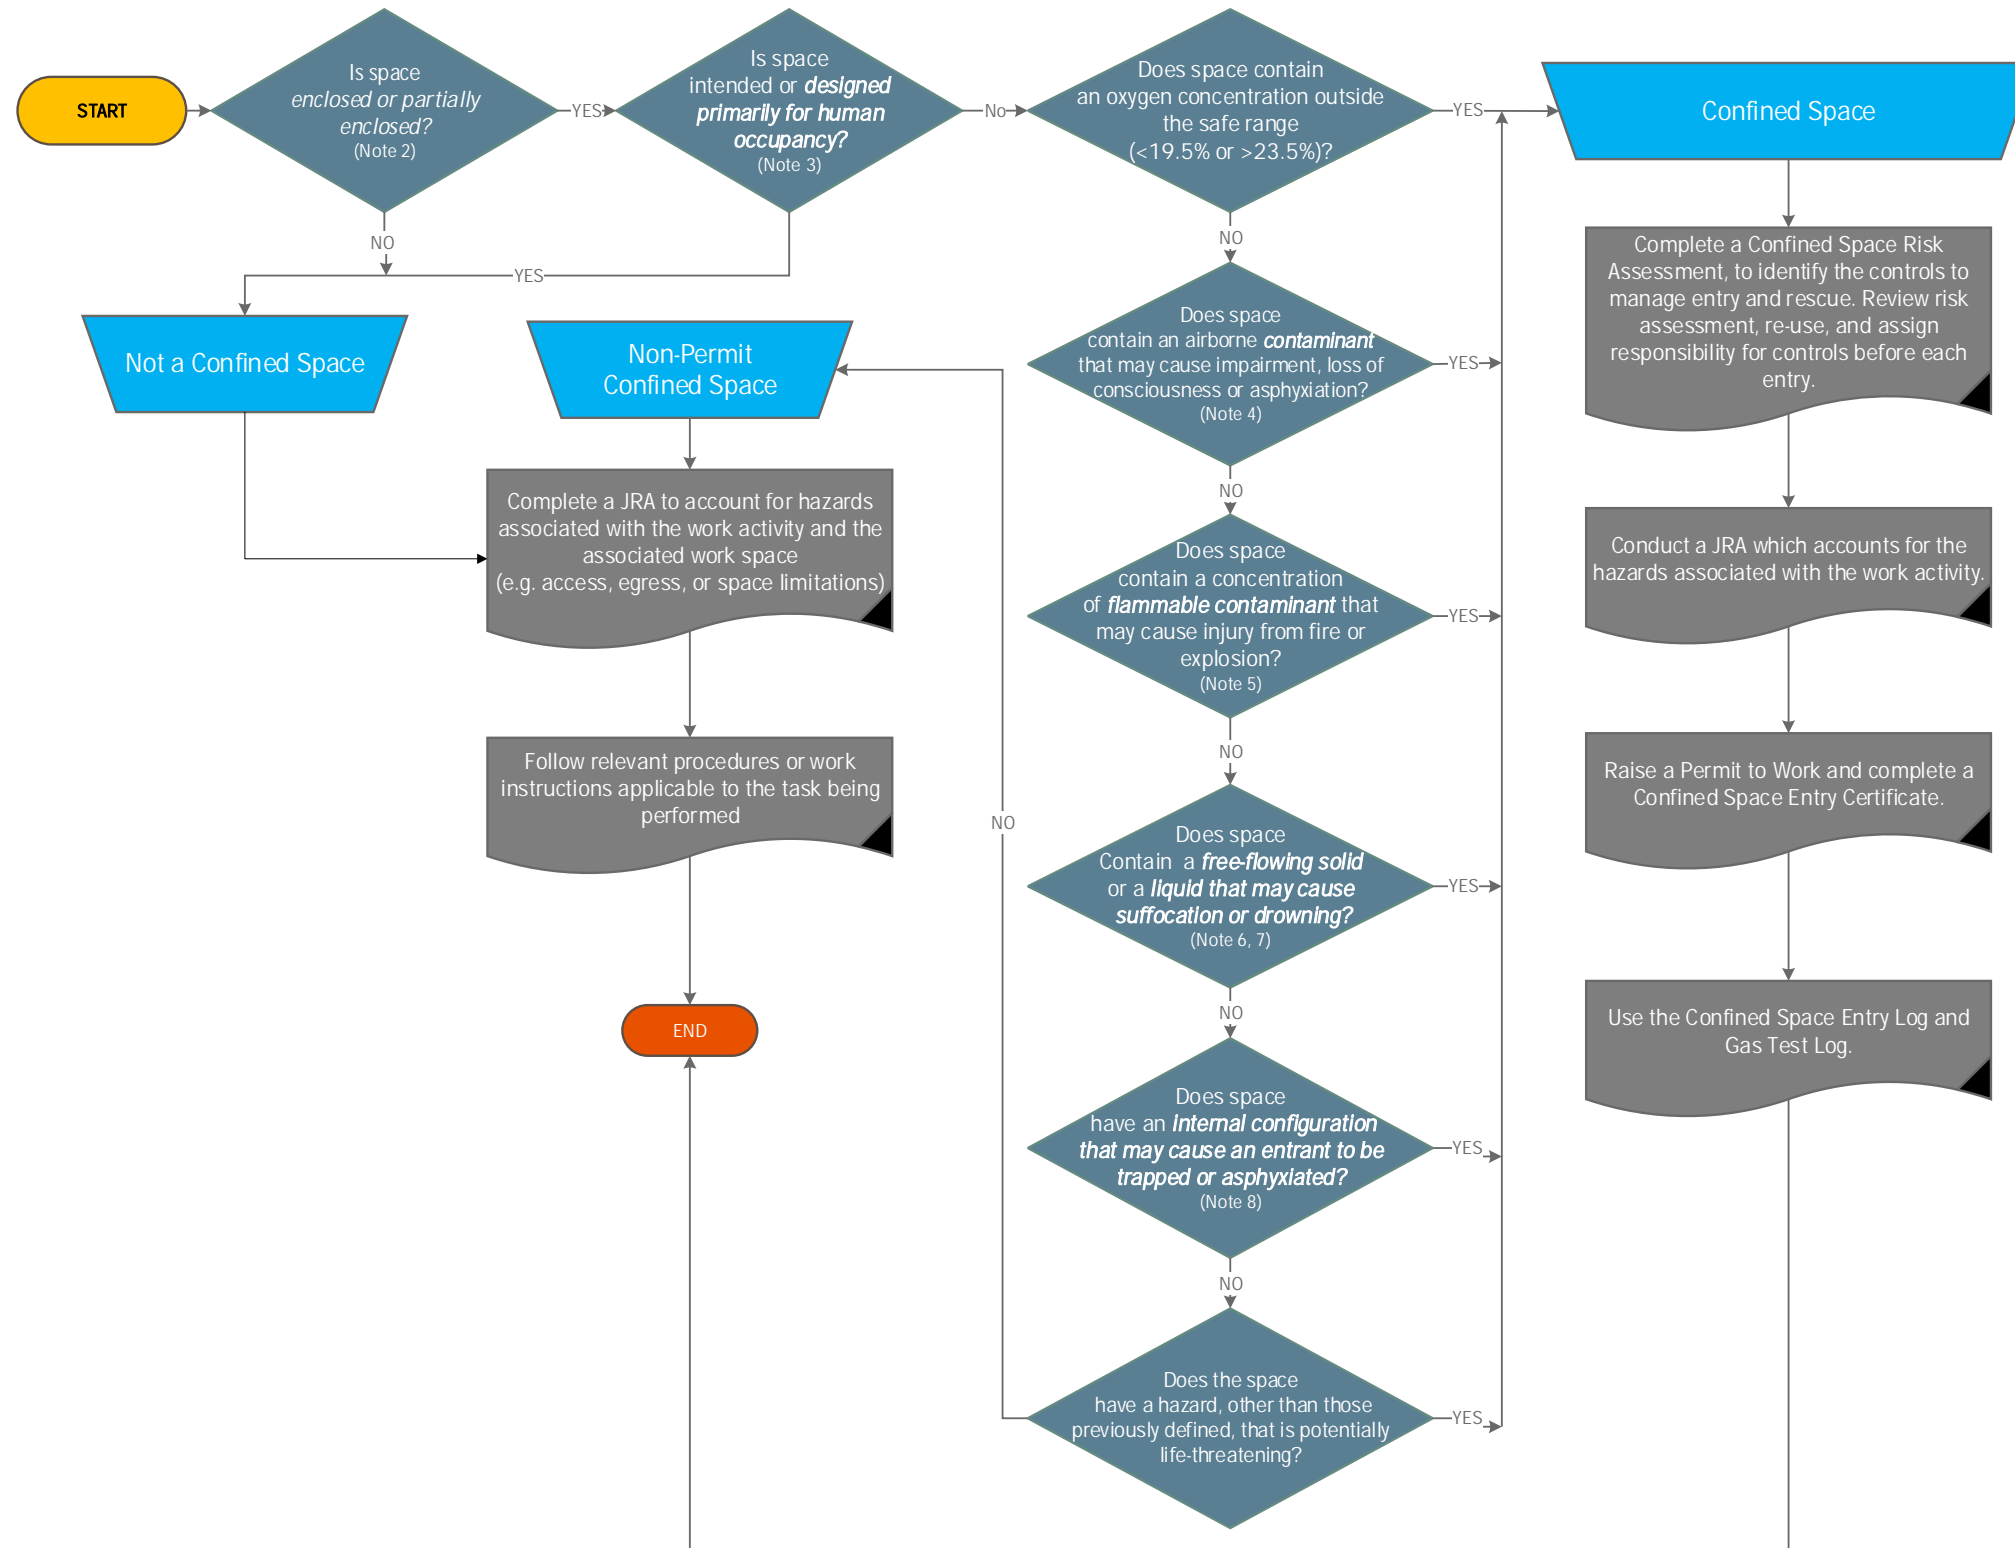 START
Is space
enclosed or partially
enclosed?
(Note 2)
YES
NO
Is space
intended or designed
primarily for human
occupancy?
(Note 3)
No
YES
Does space contain
an oxygen concentration outside
the safe range
(<19.5% or >23.5%)?
YES
NO
Confined Space
Not a Confined Space
Non-Permit
Confined Space
Complete a JRA to account for hazards
associated with the work activity and the
associated work space
(e.g. access, egress, or space limitations)
Follow relevant procedures or work
instructions applicable to the task being
performed
END
Does space
contain an airborne contaminant
that may cause impairment, loss of
consciousness or asphyxiation?
(Note 4)
YES
NO
Does space
contain a concentration
of flammable contaminant that
may cause injury from fire or
explosion?
(Note 5)
YES
NO
Does space
Contain a free-flowing solid
or a liquid that may cause
suffocation or drowning?
(Note 6, 7)
YES
NO
Does space
have an internal configuration
that may cause an entrant to be
trapped or asphyxiated?
(Note 8)
YES
NO
Does the space
have a hazard, other than those
previously defined, that is potentially
life-threatening?
YES
NO
Complete a Confined Space Risk
Assessment, to identify the controls to
manage entry and rescue. Review risk
assessment, re-use, and assign
responsibility for controls before each
entry.
Conduct a JRA which accounts for the
hazards associated with the work activity.
Raise a Permit to Work and complete a
Confined Space Entry Certificate.
Use the Confined Space Entry Log and
Gas Test Log.